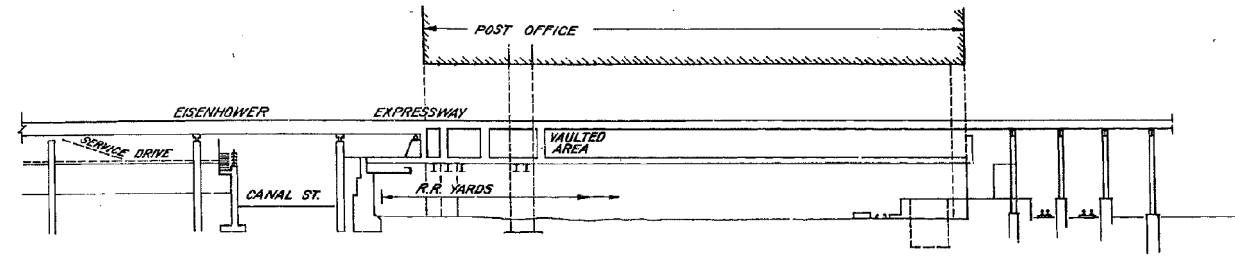 POST OFFICE
EISENHOWER EXPRESSWAY
VAULTED
AREA
SERVICE DRIVE
CANAL ST.
R.R. YARDS